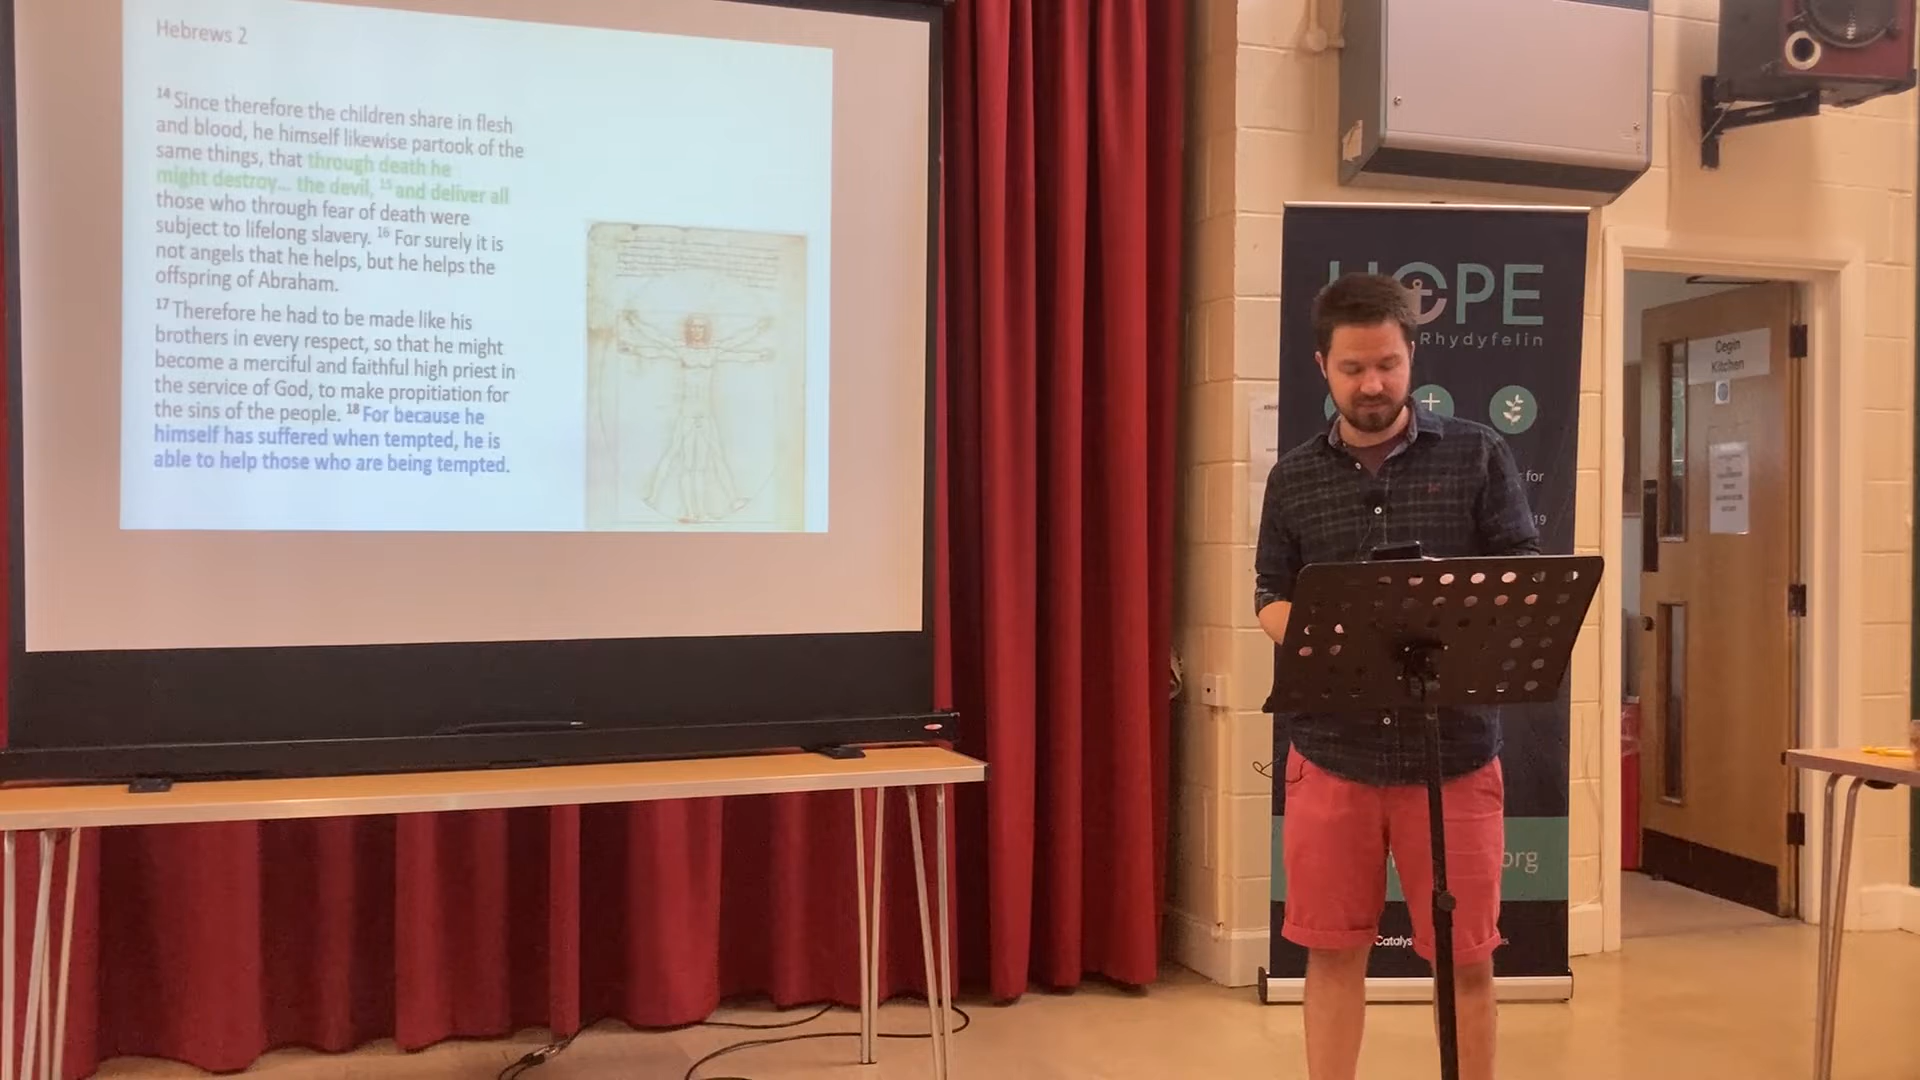 Hebrews 2
14 Since therefore the children share in flesh
and blood, he himself likewise partook of the
same things, that through death he
might destroy... the devil, 15 and deliver all
those who through fear of death were
subject to lifelong slavery. 16 For surely it is
not angels that he helps, but he helps the
offspring of Abraham.
17 Therefore he had to be made like his
brothers in every respect, so that he might
become a merciful and faithful high priest in
the service of God, to make propitiation for
the sins of the people. 18 For because he
himself has suffered when tempted, he is
able to help those who are being tempted.
HOPE
Rhydyfelin
for
19
org
Catalys
Cegin
Kitchen